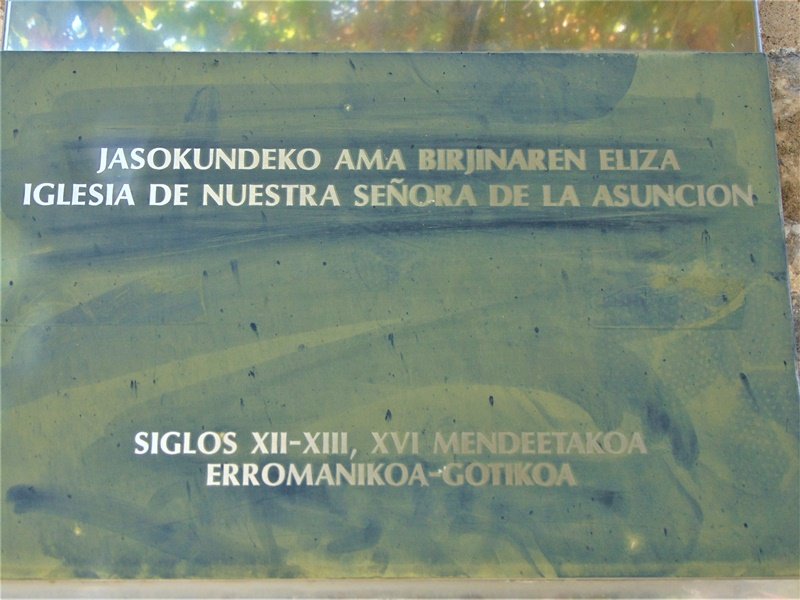 JASOKUNDEKO AMA BIRJINAREN ELIZA
IGLESIA DE NUESTRA SEÑORA DE LA ASUNCION
SIGLOS XII-XIII, XVI MENDEETAKOA
ERROMANIKOA-GOTIKOA